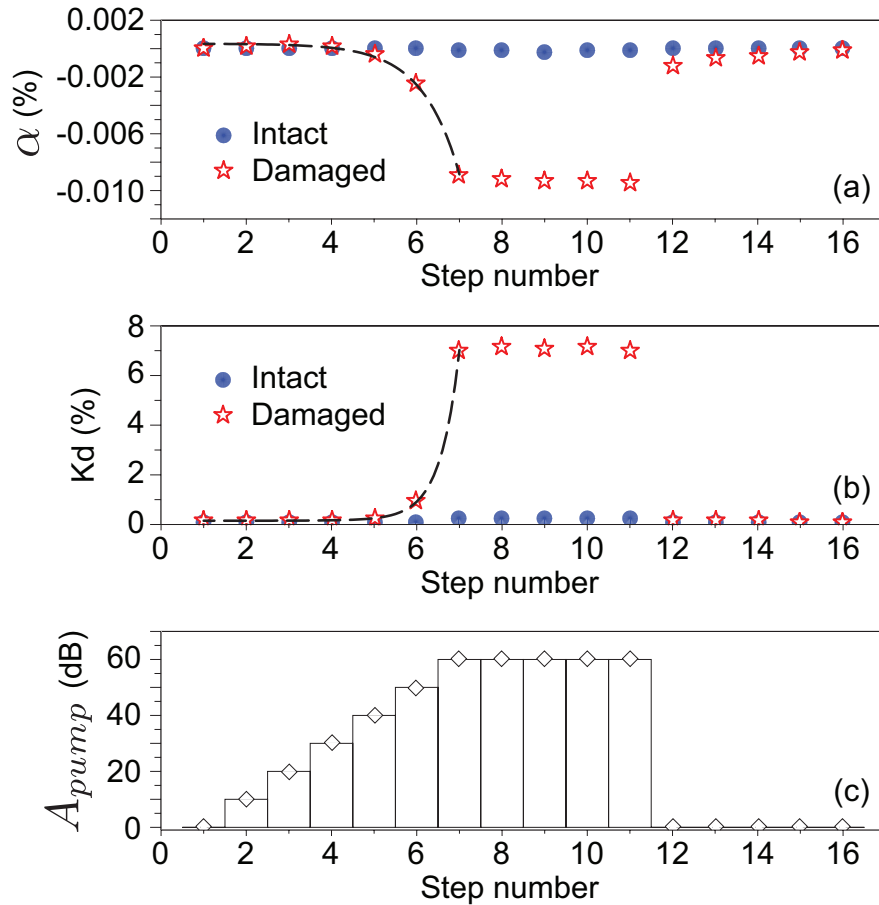 0.002
-0.002
-0.006
-0.010
α (%)
Intact
Damaged
(a)
0 2 4 6 8 10 12 14 16
Step number
8
6
4
2
0
Kd (%)
Intact
Damaged
(b)
0 2 4 6 8 10 12 14 16
Step number
60
40
20
0
A_pump (dB)
(c)
0 2 4 6 8 10 12 14 16
Step number